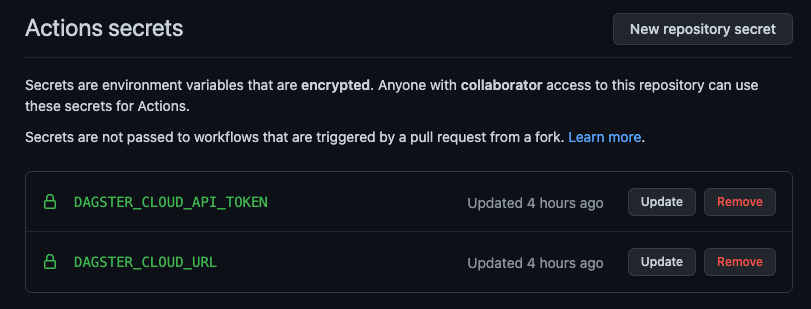 Actions secrets
New repository secret
Secrets are environment variables that are encrypted. Anyone with collaborator access to this repository can use
these secrets for Actions.
Secrets are not passed to workflows that are triggered by a pull request from a fork. Learn more.
DAGSTER_CLOUD_API_TOKEN Updated 4 hours ago Update Remove
DAGSTER_CLOUD_URL Updated 4 hours ago Update Remove